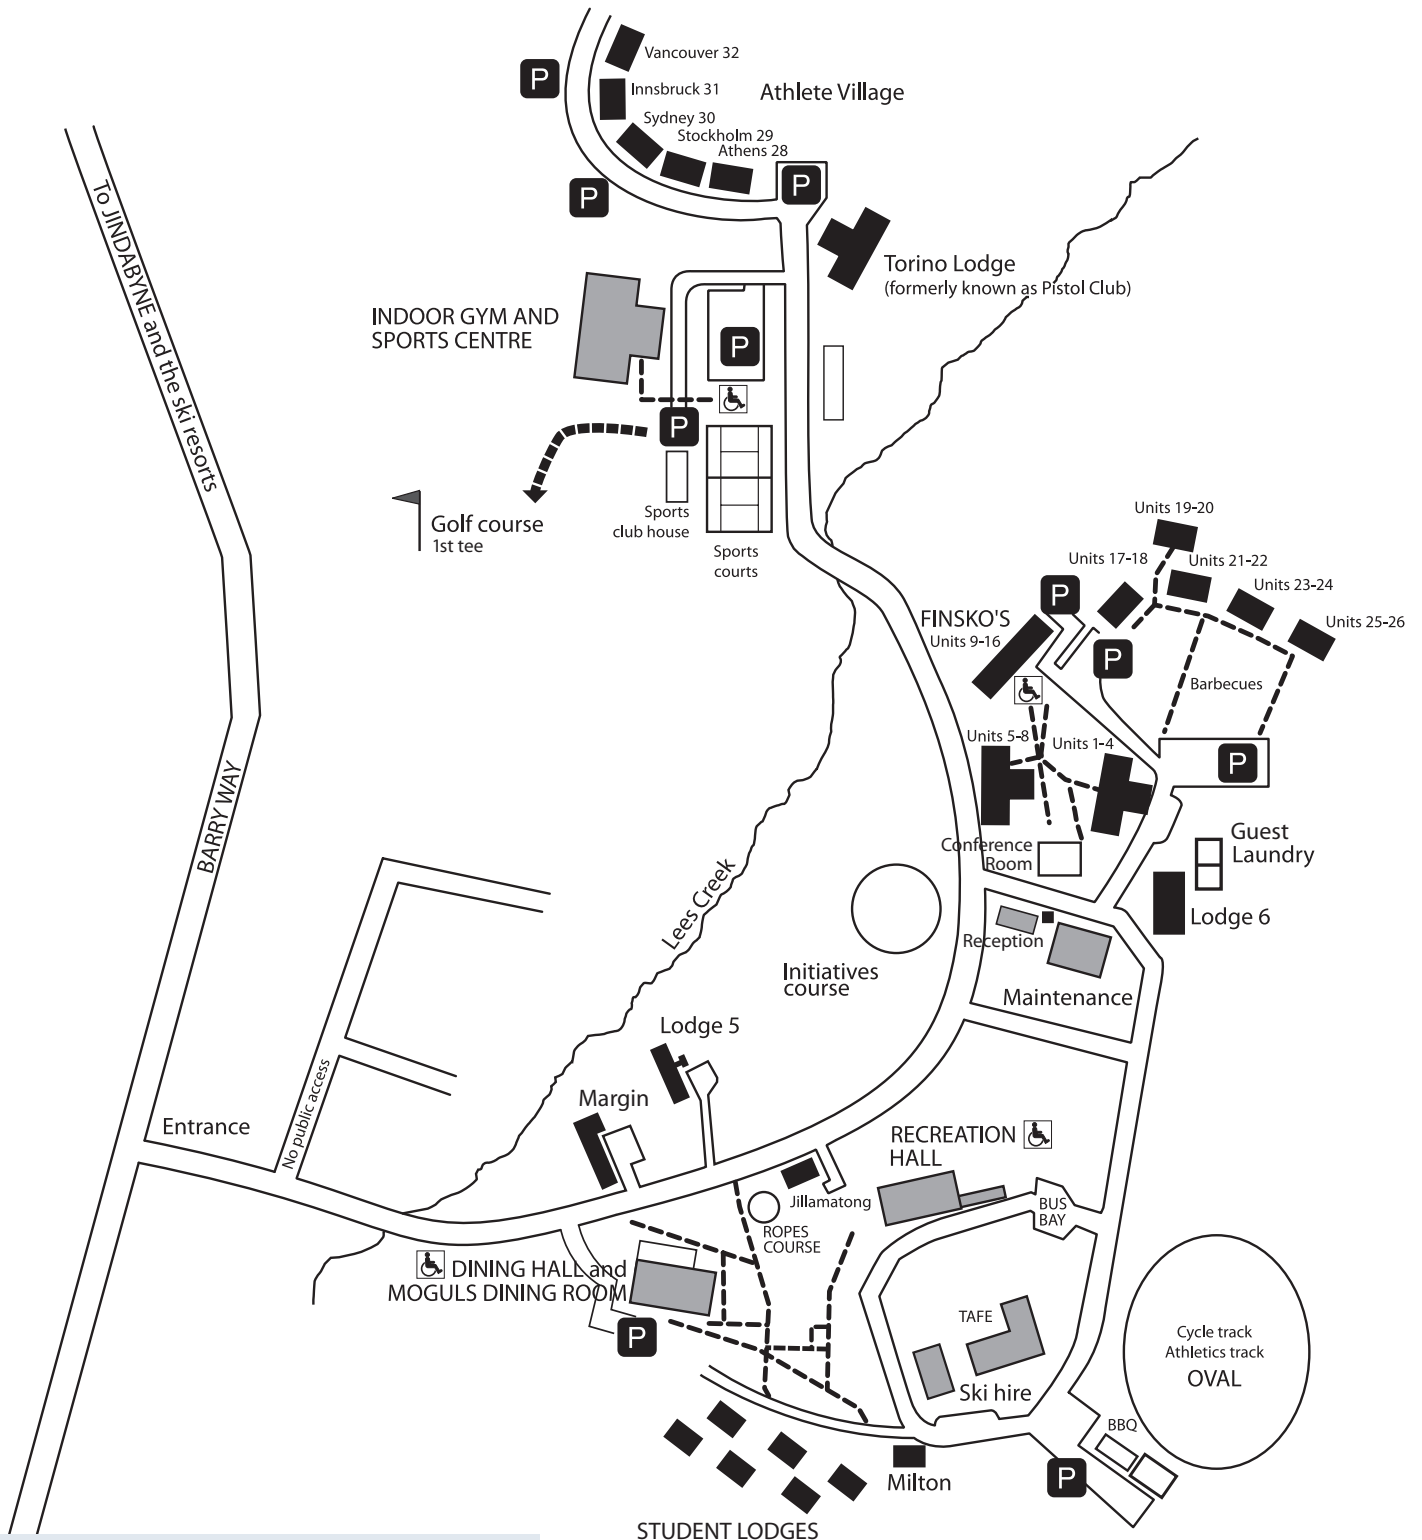 Vancouver 32
P
Innsbruck 31
Athlete Village
Sydney 30
Stockholm 29
Athens 28
P
P
To JINDABYNE and the ski resorts
Torino Lodge
(formerly known as Pistol Club)
INDOOR GYM AND
SPORTS CENTRE
P
P
Golf course
1st tee
Sports
club house
Sports
courts
Units 19-20
Units 17-18
Units 21-22
Units 23-24
P
FINSKO'S
Units 9-16
Units 25-26
P
Barbecues
Units 5-8
Units 1-4
P
BARRY WAY
Guest
Laundry
Conference
Room
Lees Creek
Lodge 6
Reception
Initiatives
course
Maintenance
Lodge 5
No public access
Margin
Entrance
RECREATION
HALL
Jillamatong
BUS
BAY
ROPES
COURSE
DINING HALL and
MOGULS DINING ROOM
P
TAFE
Cycle track
Athletics track
OVAL
Ski hire
BBQ
P
Milton
STUDENT LODGES